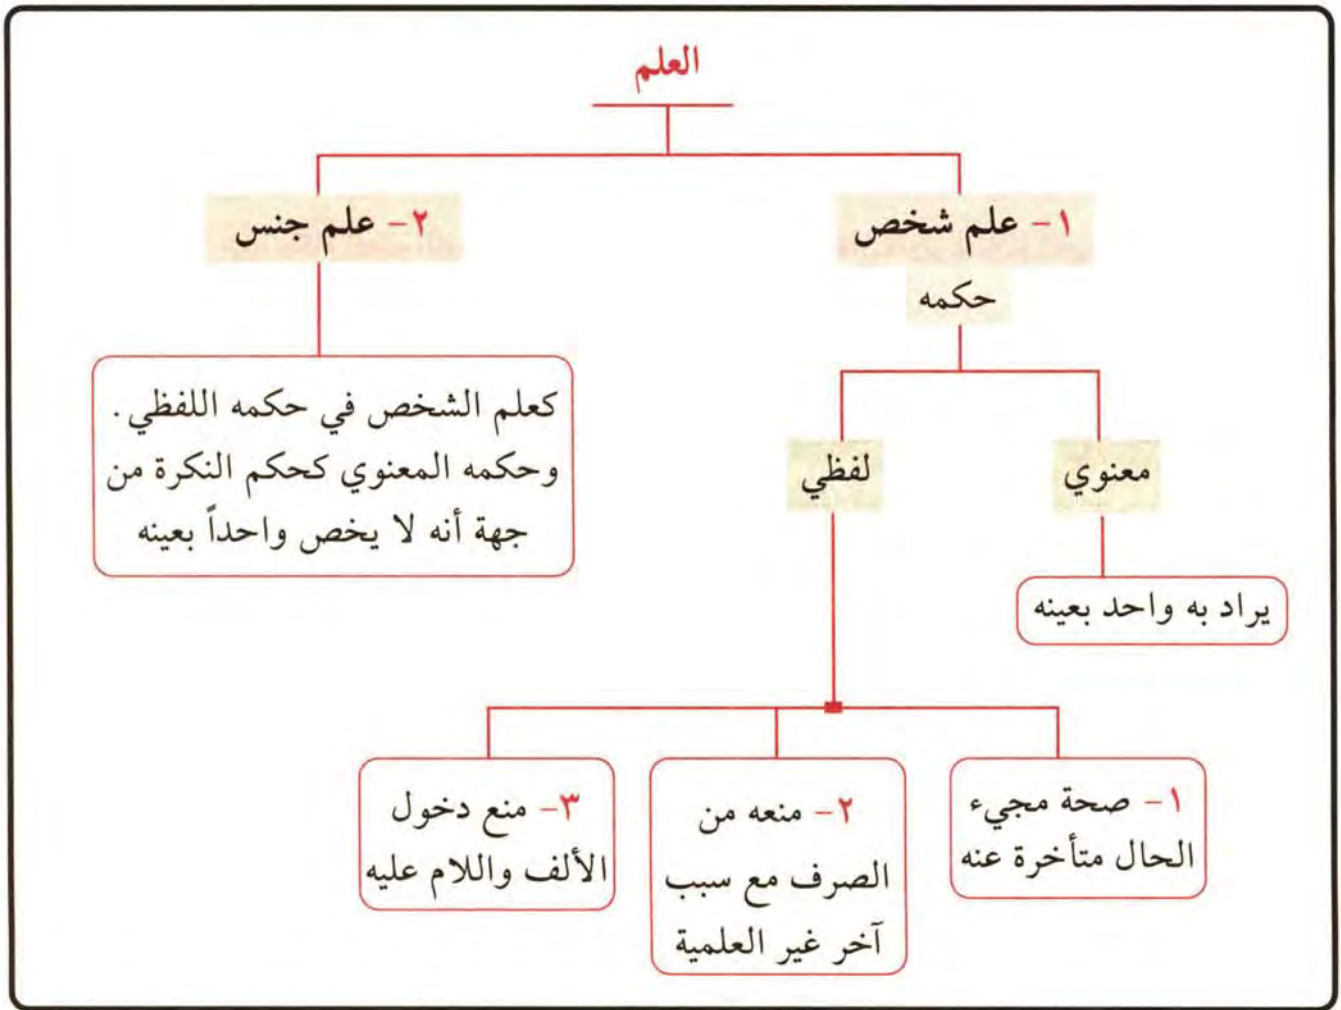 العلم
١- علم شخص
حكمه
معنوي
يراد به واحد بعينه
لفظي
١- صحة مجيء
الحال متأخرة عنه
٢- منعه من
الصرف مع سبب
آخر غير العلمية
٣- منع دخول
الألف واللام عليه
٢- علم جنس
كعلم الشخص في حكمه اللفظي.
وحكمه المعنوي كحكم النكرة من
جهة أنه لا يخص واحداً بعينه